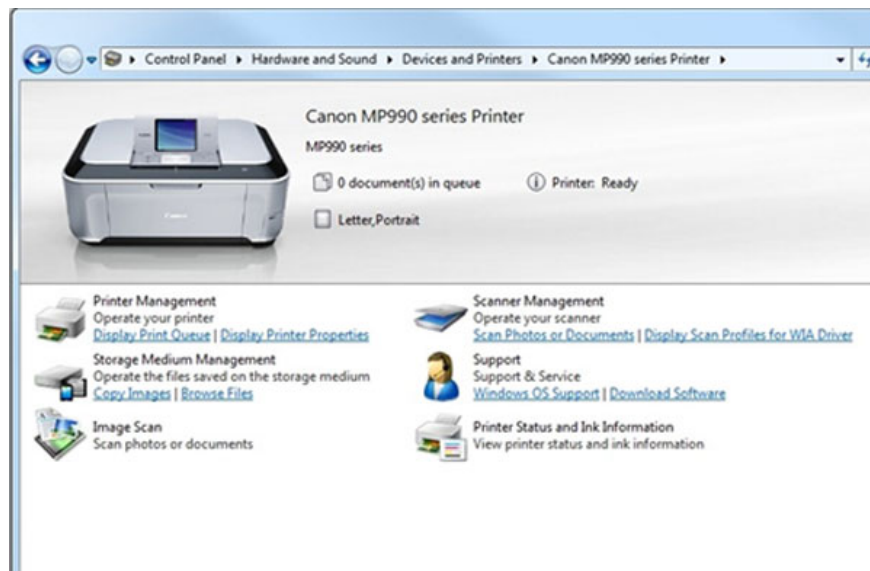 Control Panel ▸ Hardware and Sound ▸ Devices and Printers ▸ Canon MP990 series Printer ▸
Canon MP990 series Printer
MP990 series
0 document(s) in queue
Printer: Ready
Letter,Portrait
Canon
Printer Management
Operate your printer
Display Print Queue | Display Printer Properties
Scanner Management
Operate your scanner
Scan Photos or Documents | Display Scan Profiles for WIA Driver
Storage Medium Management
Operate the files saved on the storage medium
Copy Images | Browse Files
Support
Support & Service
Windows OS Support | Download Software
Image Scan
Scan photos or documents
Printer Status and Ink Information
View printer status and ink information